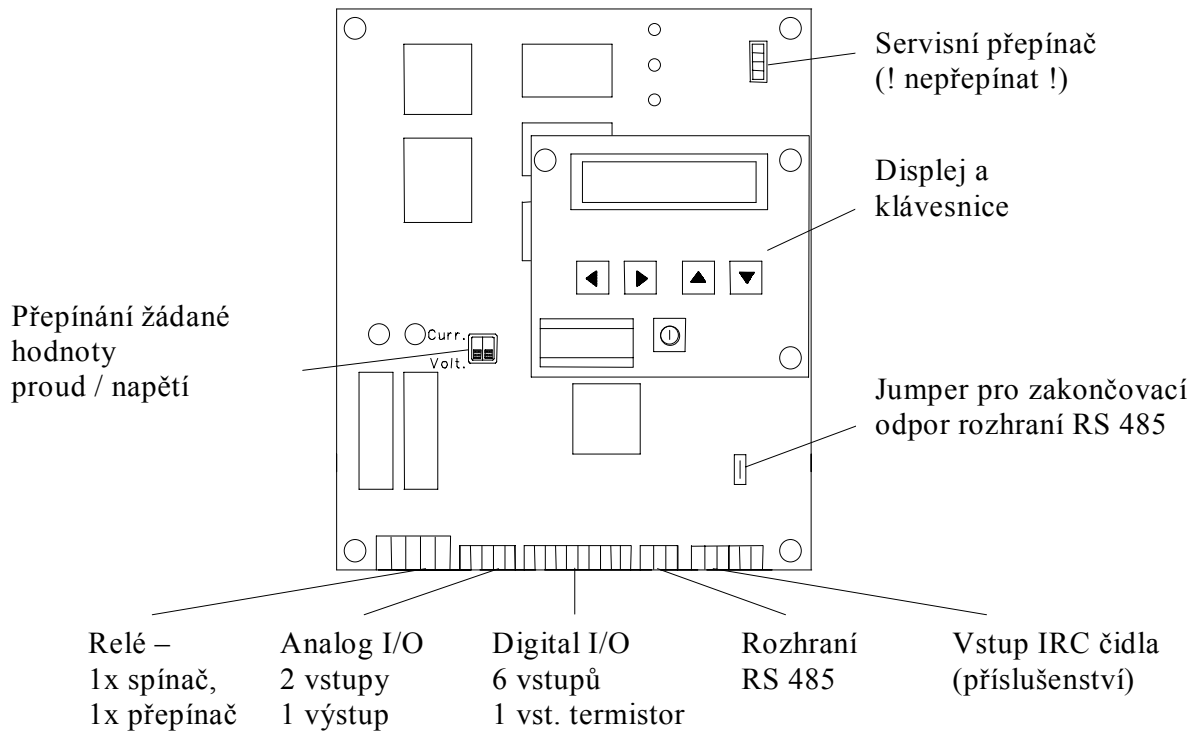 Servisní přepínač
(! nepřepínat !)
Displej a
klávesnice
Přepínání žádané
hodnoty
proud / napětí
Curr.
Volt.
Jumper pro zakončovací
odpor rozhraní RS 485
Relé –
1x spínač,
1x přepínač
Analog I/O
2 vstupy
1 výstup
Digital I/O
6 vstupů
1 vst. termistor
Rozhraní
RS 485
Vstup IRC čidla
(příslušenství)